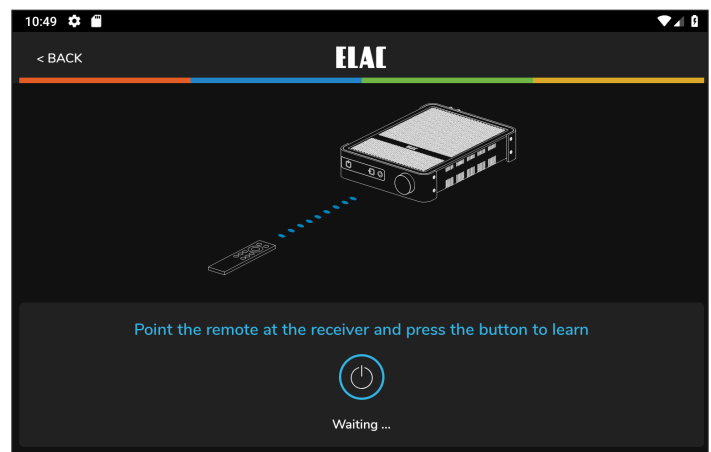 10:49
< BACK
ELAC
Point the remote at the receiver and press the button to learn
Waiting ...